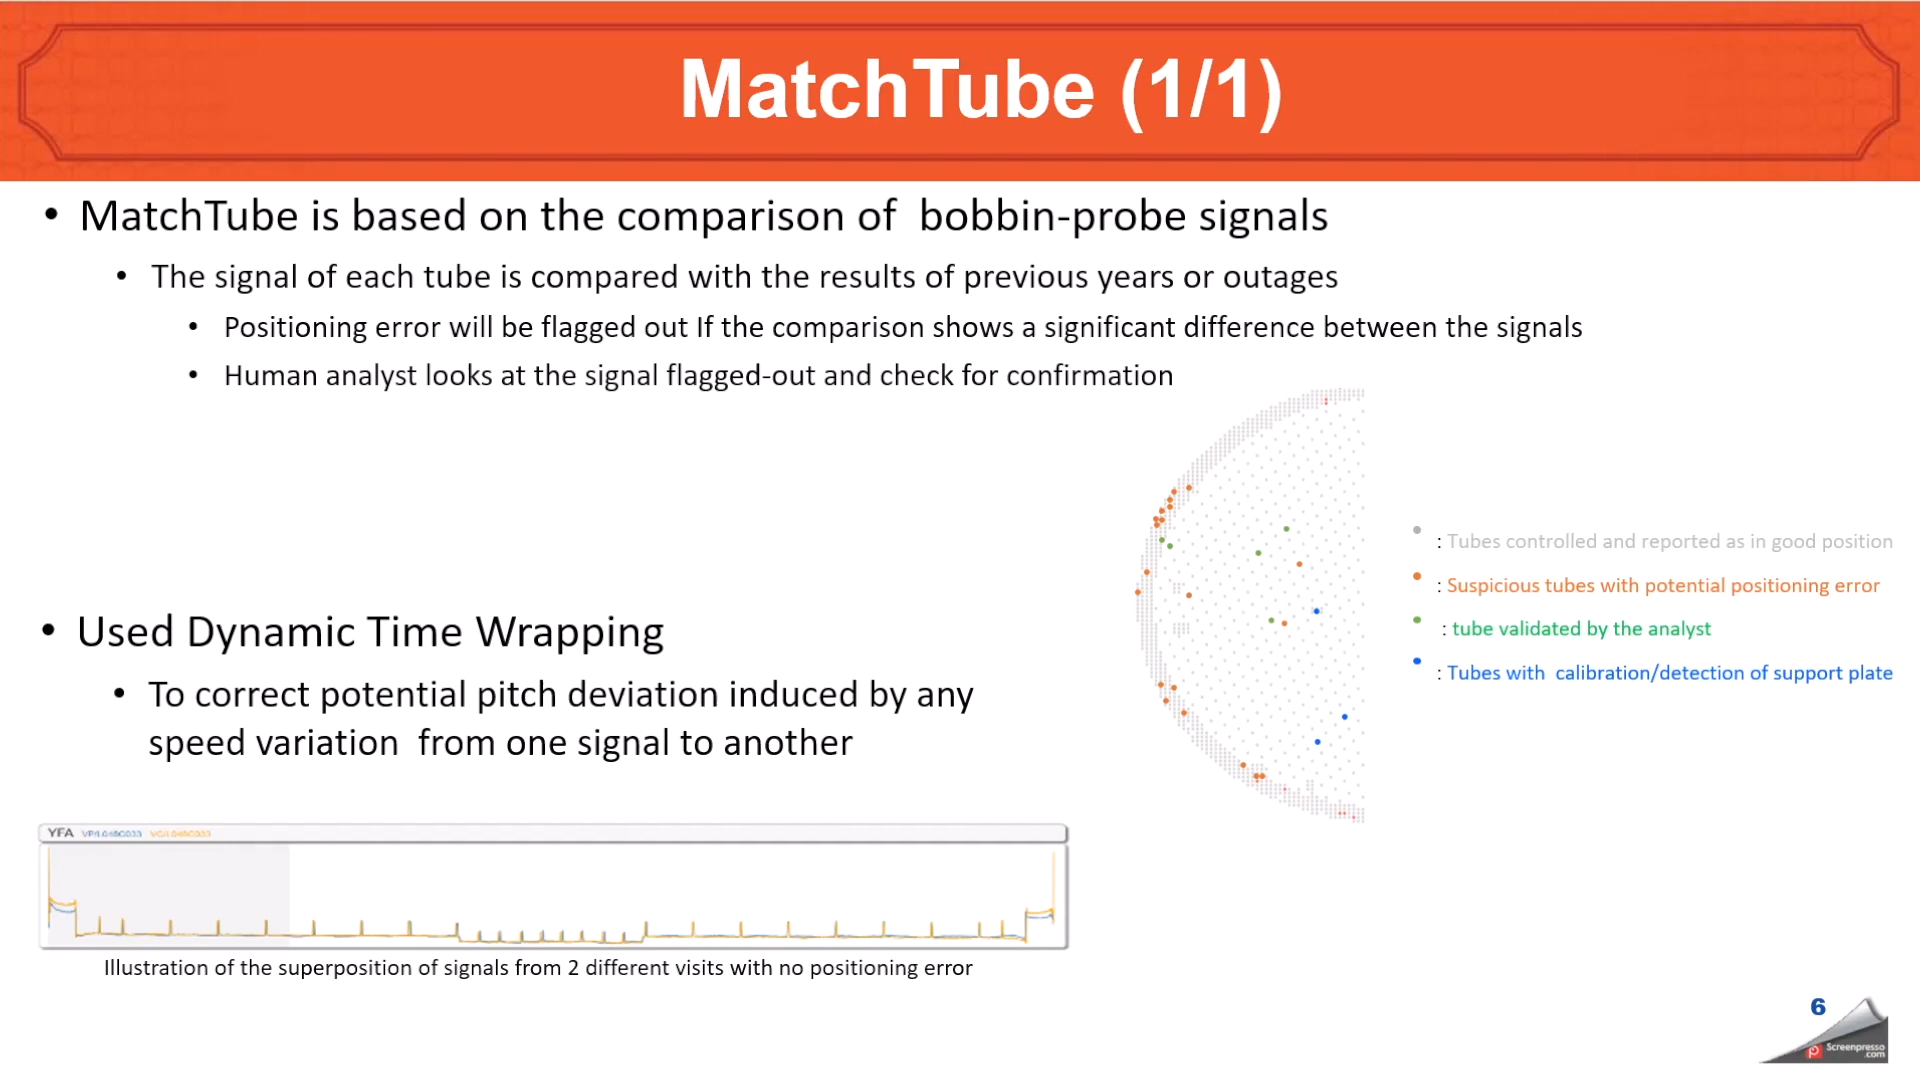 MatchTube (1/1)
• MatchTube is based on the comparison of bobbin-probe signals
• The signal of each tube is compared with the results of previous years or outages
• Positioning error will be flagged out If the comparison shows a significant difference between the signals
• Human analyst looks at the signal flagged-out and check for confirmation
: Tubes controlled and reported as in good position
: Suspicious tubes with potential positioning error
: tube validated by the analyst
: Tubes with calibration/detection of support plate
• Used Dynamic Time Wrapping
• To correct potential pitch deviation induced by any
speed variation from one signal to another
YFA
Illustration of the superposition of signals from 2 different visits with no positioning error
6
Screenpresso
.com